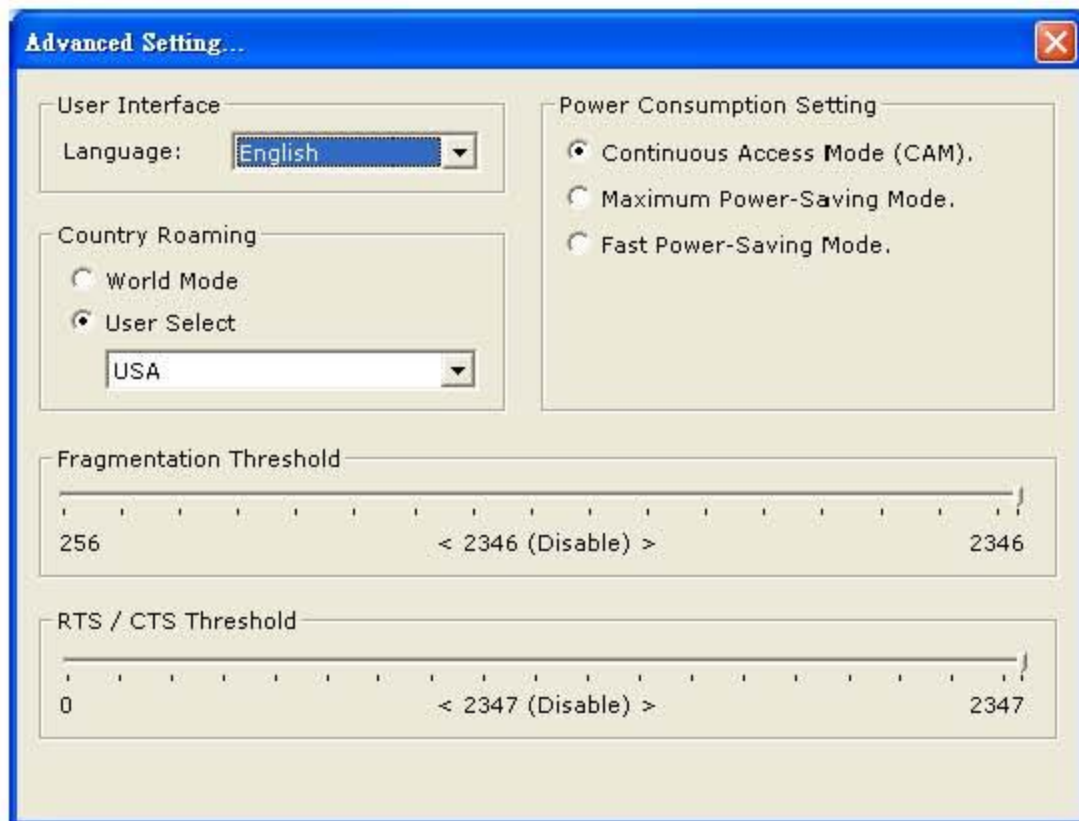 Advanced Setting...
User Interface
Language: English
Country Roaming
World Mode
User Select
USA
Power Consumption Setting
Continuous Access Mode (CAM).
Maximum Power-Saving Mode.
Fast Power-Saving Mode.
Fragmentation Threshold
256 < 2346 (Disable) > 2346
RTS / CTS Threshold
0 < 2347 (Disable) > 2347